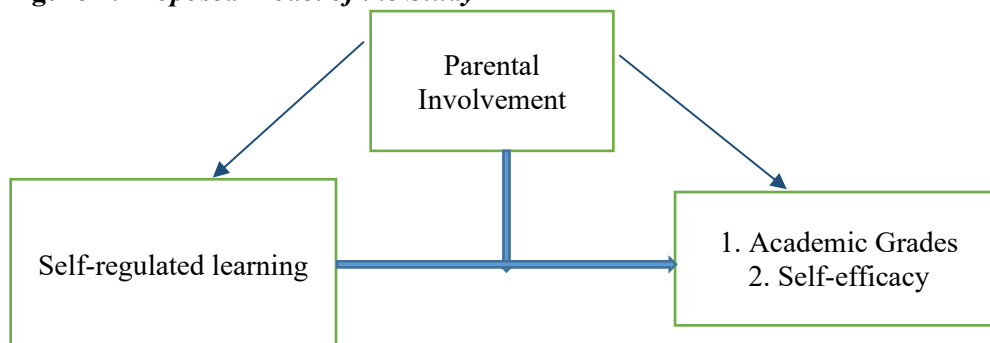 Parental
Involvement
Self-regulated learning
1. Academic Grades
2. Self-efficacy